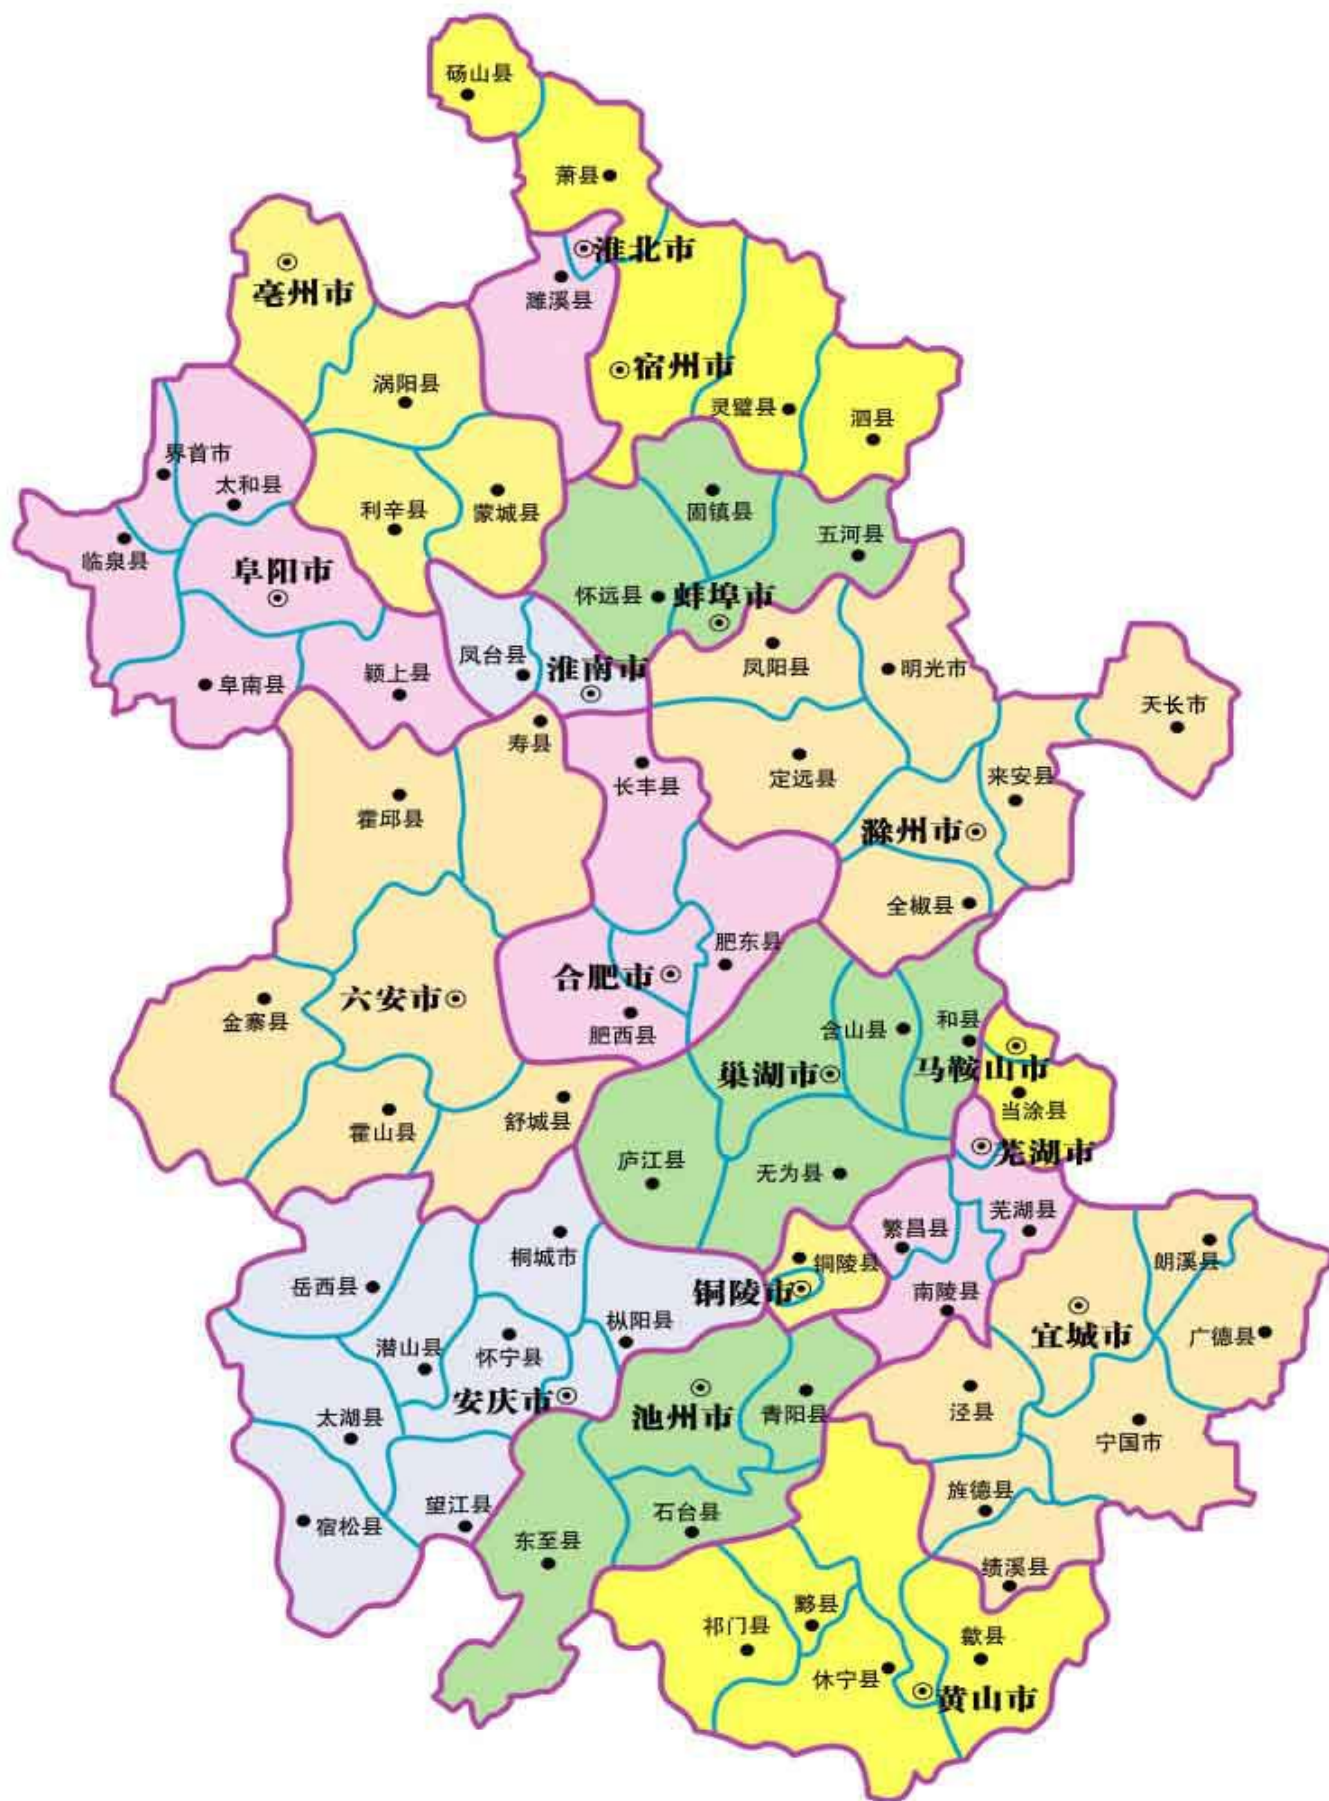 砀山县
萧县
淮北市
濉溪县
亳州市
宿州市
涡阳县
灵璧县
泗县
界首市
太和县
利辛县
蒙城县
固镇县
五河县
临泉县
阜阳市
怀远县
蚌埠市
凤台县
淮南市
凤阳县
明光市
阜南县
颍上县
天长市
寿县
长丰县
定远县
来安县
霍邱县
滁州市
全椒县
肥东县
合肥市
六安市
金寨县
肥西县
含山县
和县
巢湖市
马鞍山市
当涂县
舒城县
霍山县
芜湖市
庐江县
无为县
芜湖县
繁昌县
桐城市
铜陵县
朗溪县
岳西县
铜陵市
南陵县
枞阳县
宜城市
广德县
潜山县
怀宁县
安庆市
池州市
青阳县
泾县
太湖县
宁国市
旌德县
望江县
石台县
宿松县
东至县
绩溪县
黟县
祁门县
歙县
休宁县
黄山市